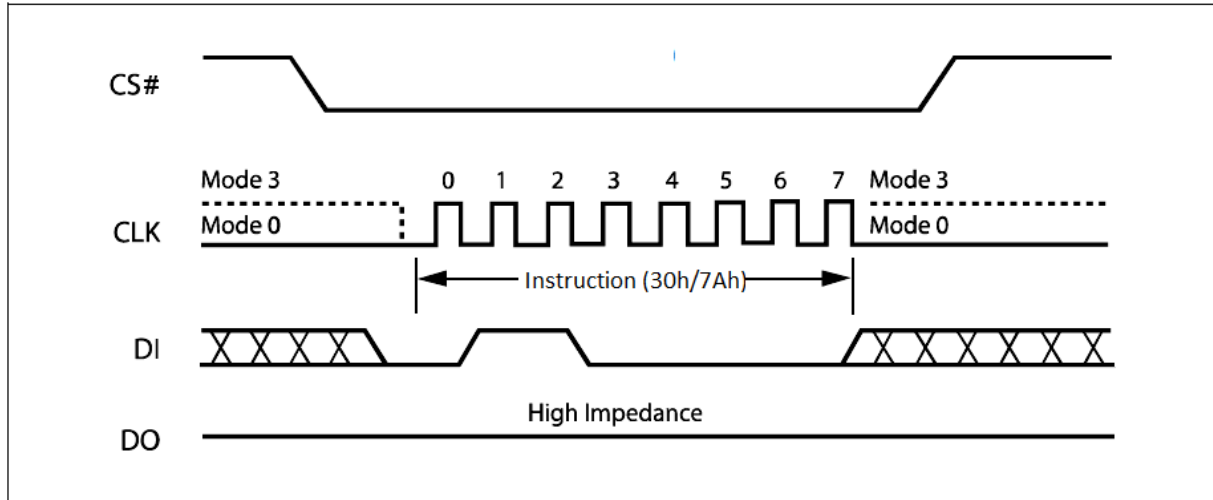 CS#
Mode 3 0 1 2 3 4 5 6 7 Mode 3
CLK Mode 0 Mode 0
Instruction (30h/7Ah)
DI
High Impedance
DO